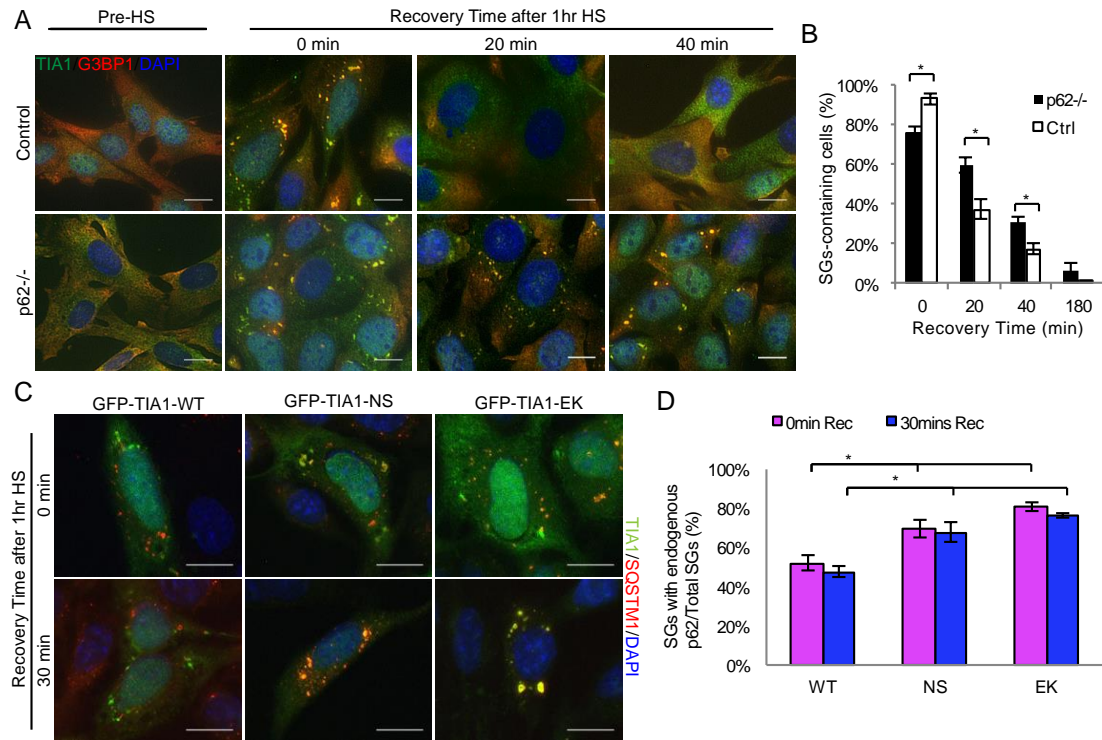 A
Pre-HS
Recovery Time after 1hr HS
0 min
20 min
40 min
TIA1/G3BP1/DAPI
Control
p62-/-
B
SGs-containing cells (%)
100%
80%
60%
40%
20%
0%
*
*
*
p62-/-
Ctrl
0
20
40
180
Recovery Time (min)
C
GFP-TIA1-WT
GFP-TIA1-NS
GFP-TIA1-EK
Recovery Time after 1hr HS
0 min
30 min
TIA1/SQSTM1/DAPI
D
0min Rec
30mins Rec
SGs with endogenous
p62/Total SGs (%)
100%
80%
60%
40%
20%
0%
*
*
WT
NS
EK